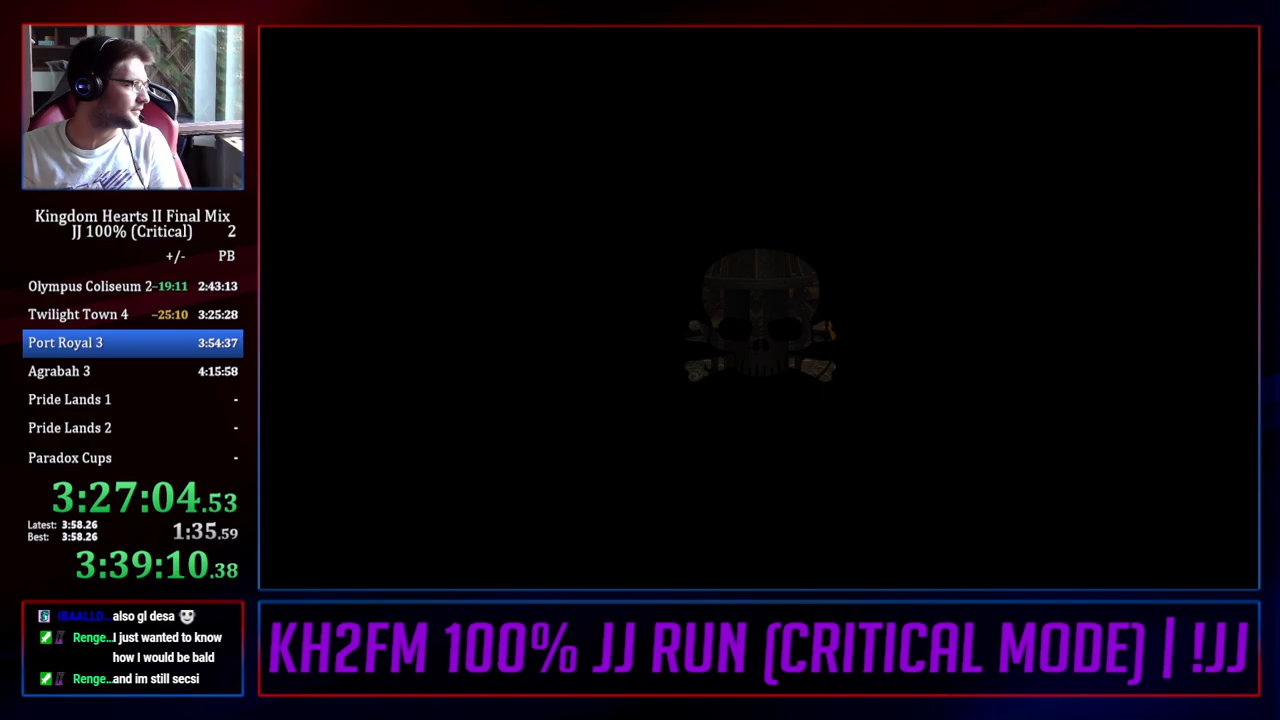 Kingdom Hearts II Final Mix
JJ 100% (Critical) 2
+/- PB
Olympus Coliseum 2 -19:11 2:43:13
Twilight Town 4 -25:10 3:25:28
Port Royal 3 3:54:37
Agrabah 3 4:15:58
Pride Lands 1 -
Pride Lands 2 -
Paradox Cups -
3:27:04.53
Latest: 3:58.26
Best: 3:58.26
1:35.59
3:39:10.38
IBAALLD... also gl desa
Renge... I just wanted to know
how I would be bald
Renge... and im still secsi
KH2FM 100% JJ RUN (CRITICAL MODE) | !JJ